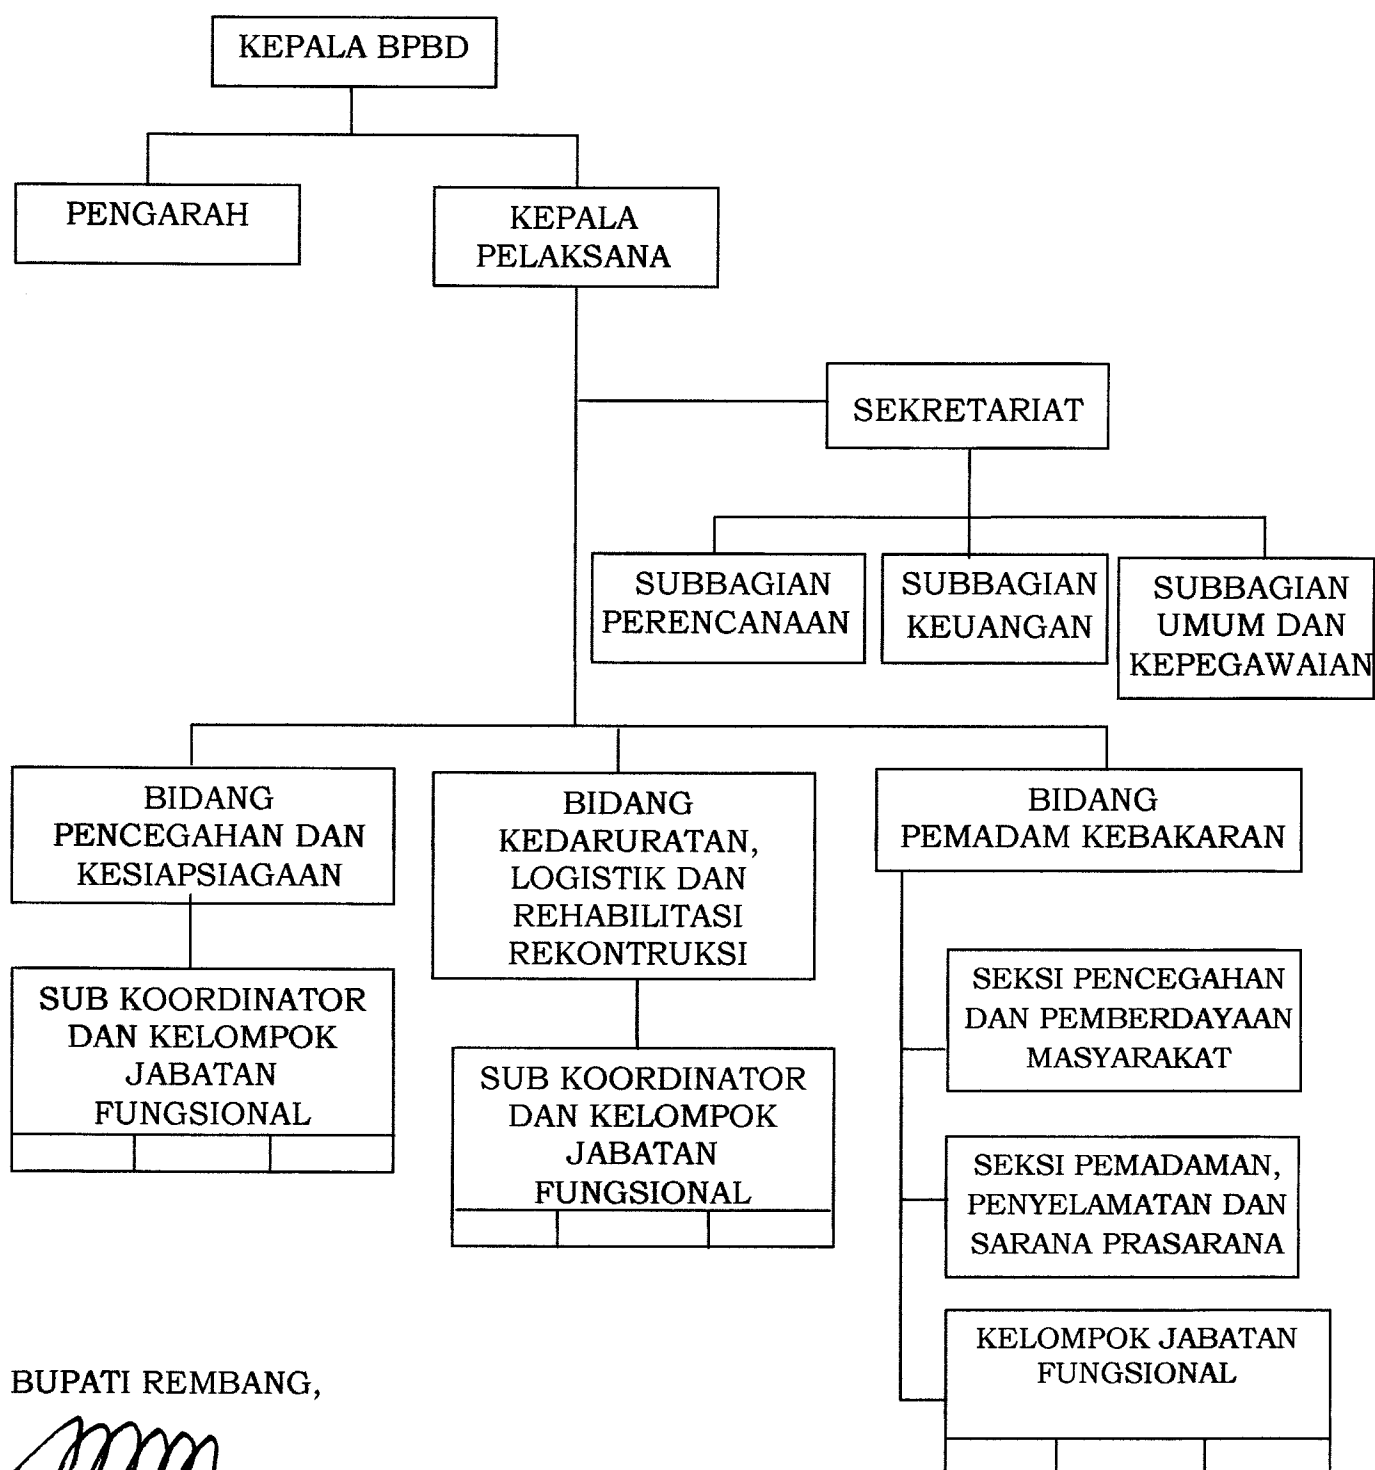 KEPALA BPBD
PENGARAH
KEPALA
PELAKSANA
SEKRETARIAT
SUBBAGIAN
PERENCANAAN
SUBBAGIAN
KEUANGAN
SUBBAGIAN
UMUM DAN
KEPEGAWAIAN
BIDANG
PENCEGAHAN DAN
KESIAPSIAGAAN
BIDANG
KEDARURATAN,
LOGISTIK DAN
REHABILITASI
REKONTRUKSI
BIDANG
PEMADAM KEBAKARAN
SUB KOORDINATOR
DAN KELOMPOK
JABATAN
FUNGSIONAL
SUB KOORDINATOR
DAN KELOMPOK
JABATAN
FUNGSIONAL
SEKSI PENCEGAHAN
DAN PEMBERDAYAAN
MASYARAKAT
SEKSI PEMADAMAN,
PENYELAMATAN DAN
SARANA PRASARANA
KELOMPOK JABATAN
FUNGSIONAL
BUPATI REMBANG,